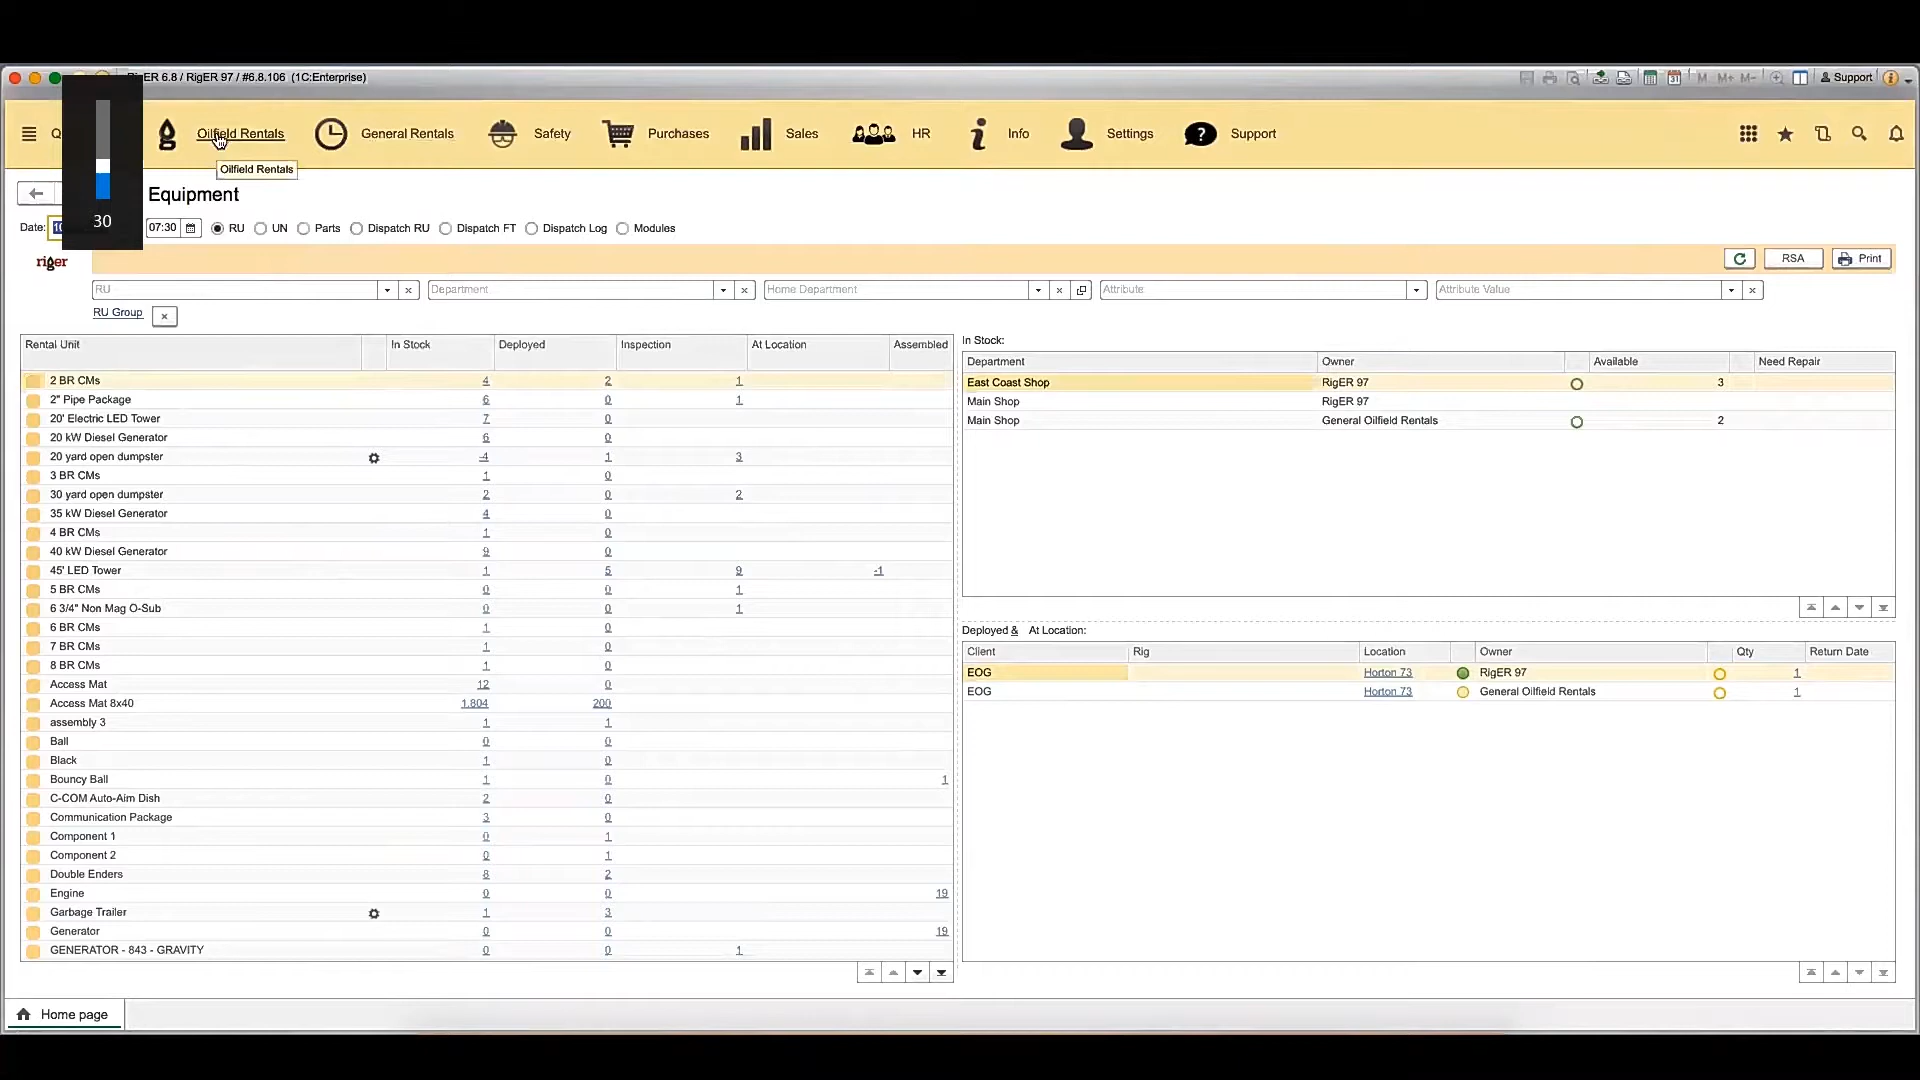 RigER 6.8 / RigER 97 / #6.8.106 (1C:Enterprise)
M M+ M- Support
Oilfield Rentals General Rentals Safety Purchases Sales HR Info Settings Support
Oilfield Rentals
30
Equipment
Date: 07:30 RU UN Parts Dispatch RU Dispatch FT Dispatch Log Modules
riger RSA Print
RU Department Home Department Attribute Attribute Value
RU Group
Rental Unit In Stock Deployed Inspection At Location Assembled
2 BR CMs 4 2 1
2" Pipe Package 6 0 1
20' Electric LED Tower 7 0
20 kW Diesel Generator 6 0
20 yard open dumpster -4 1 3
3 BR CMs 1 0
30 yard open dumpster 2 0 2
35 kW Diesel Generator 4 0
4 BR CMs 1 0
40 kW Diesel Generator 9 0
45' LED Tower 1 5 9 -1
5 BR CMs 0 0 1
6 3/4" Non Mag O-Sub 0 0 1
6 BR CMs 1 0
7 BR CMs 1 0
8 BR CMs 1 0
Access Mat 12 0
Access Mat 8x40 1,804 200
assembly 3 1 1
Ball 0 0
Black 1 0
Bouncy Ball 1 0 1
C-COM Auto-Aim Dish 2 0
Communication Package 3 0
Component 1 0 1
Component 2 0 1
Double Enders 8 2
Engine 0 0 19
Garbage Trailer 1 3
Generator 0 0 19
GENERATOR - 843 - GRAVITY 0 0 1
In Stock:
Department Owner Available Need Repair
East Coast Shop RigER 97 3
Main Shop RigER 97
Main Shop General Oilfield Rentals 2
Deployed & At Location:
Client Rig Location Owner Qty Return Date
EOG Horton 73 RigER 97 1
EOG Horton 73 General Oilfield Rentals 1
Home page